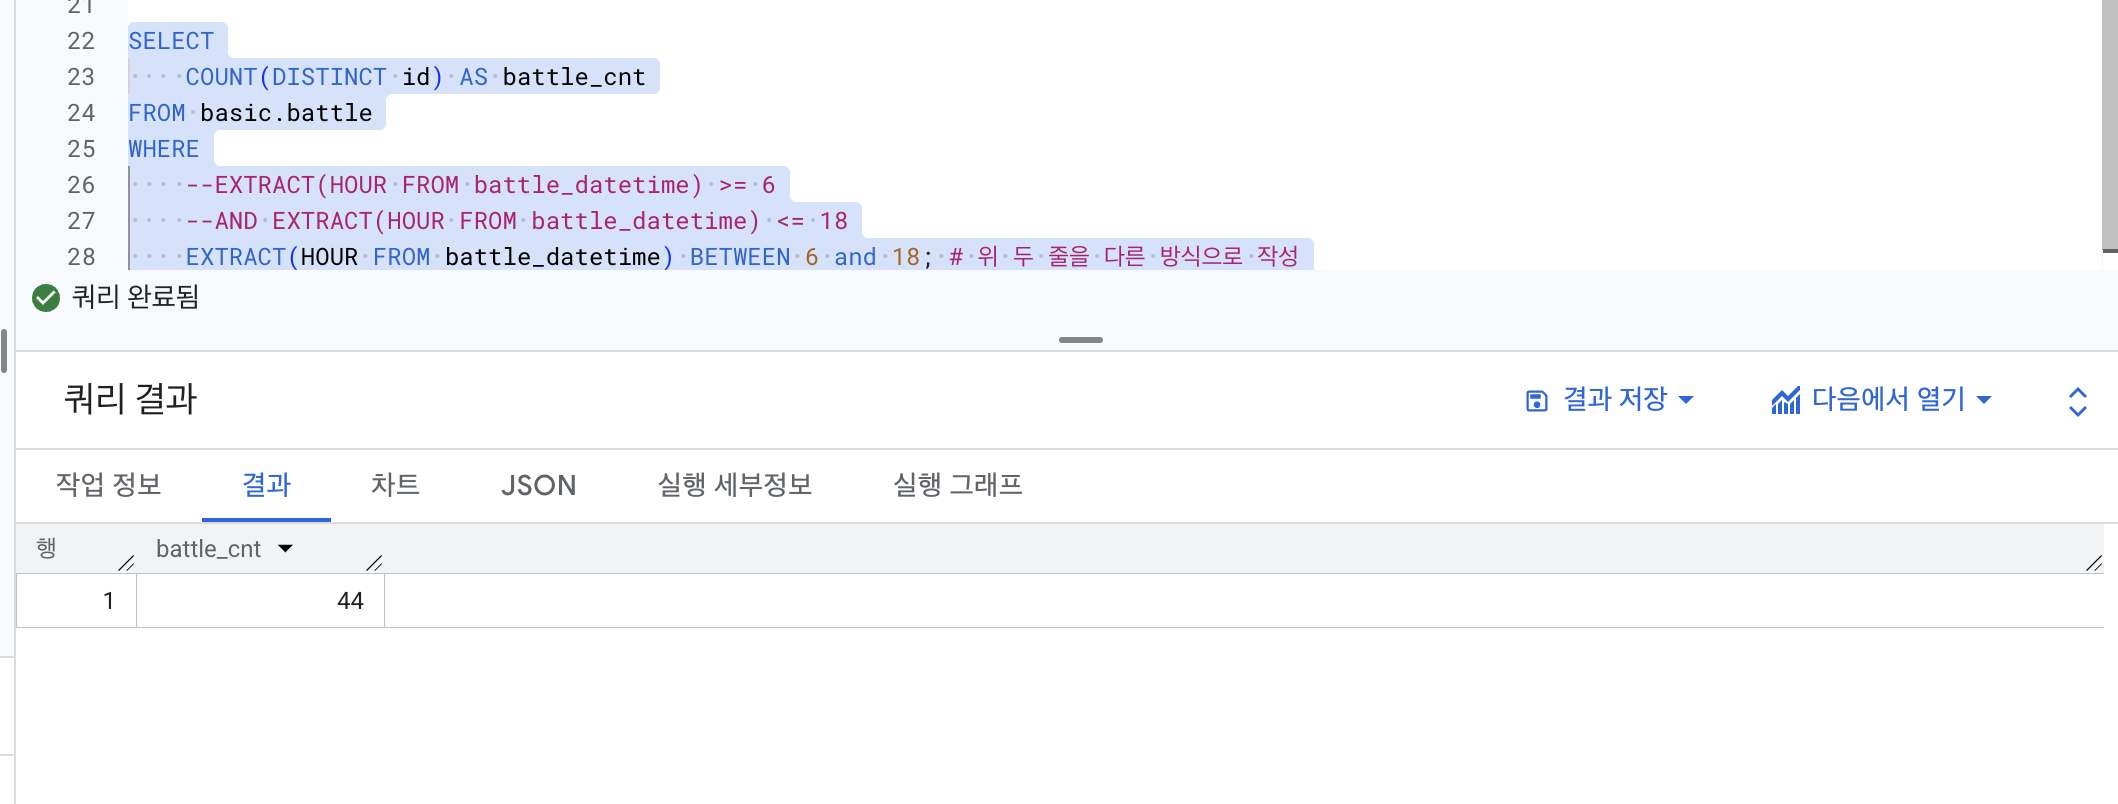 21
22 SELECT
23 COUNT(DISTINCT id) AS battle_cnt
24 FROM basic.battle
25 WHERE
26 --EXTRACT(HOUR FROM battle_datetime) >= 6
27 --AND EXTRACT(HOUR FROM battle_datetime) <= 18
28 EXTRACT(HOUR FROM battle_datetime) BETWEEN 6 and 18; # 위 두 줄을 다른 방식으로 작성
쿼리 완료됨
쿼리 결과 결과 저장 다음에서 열기
작업 정보 결과 차트 JSON 실행 세부정보 실행 그래프
행 battle_cnt
1 44